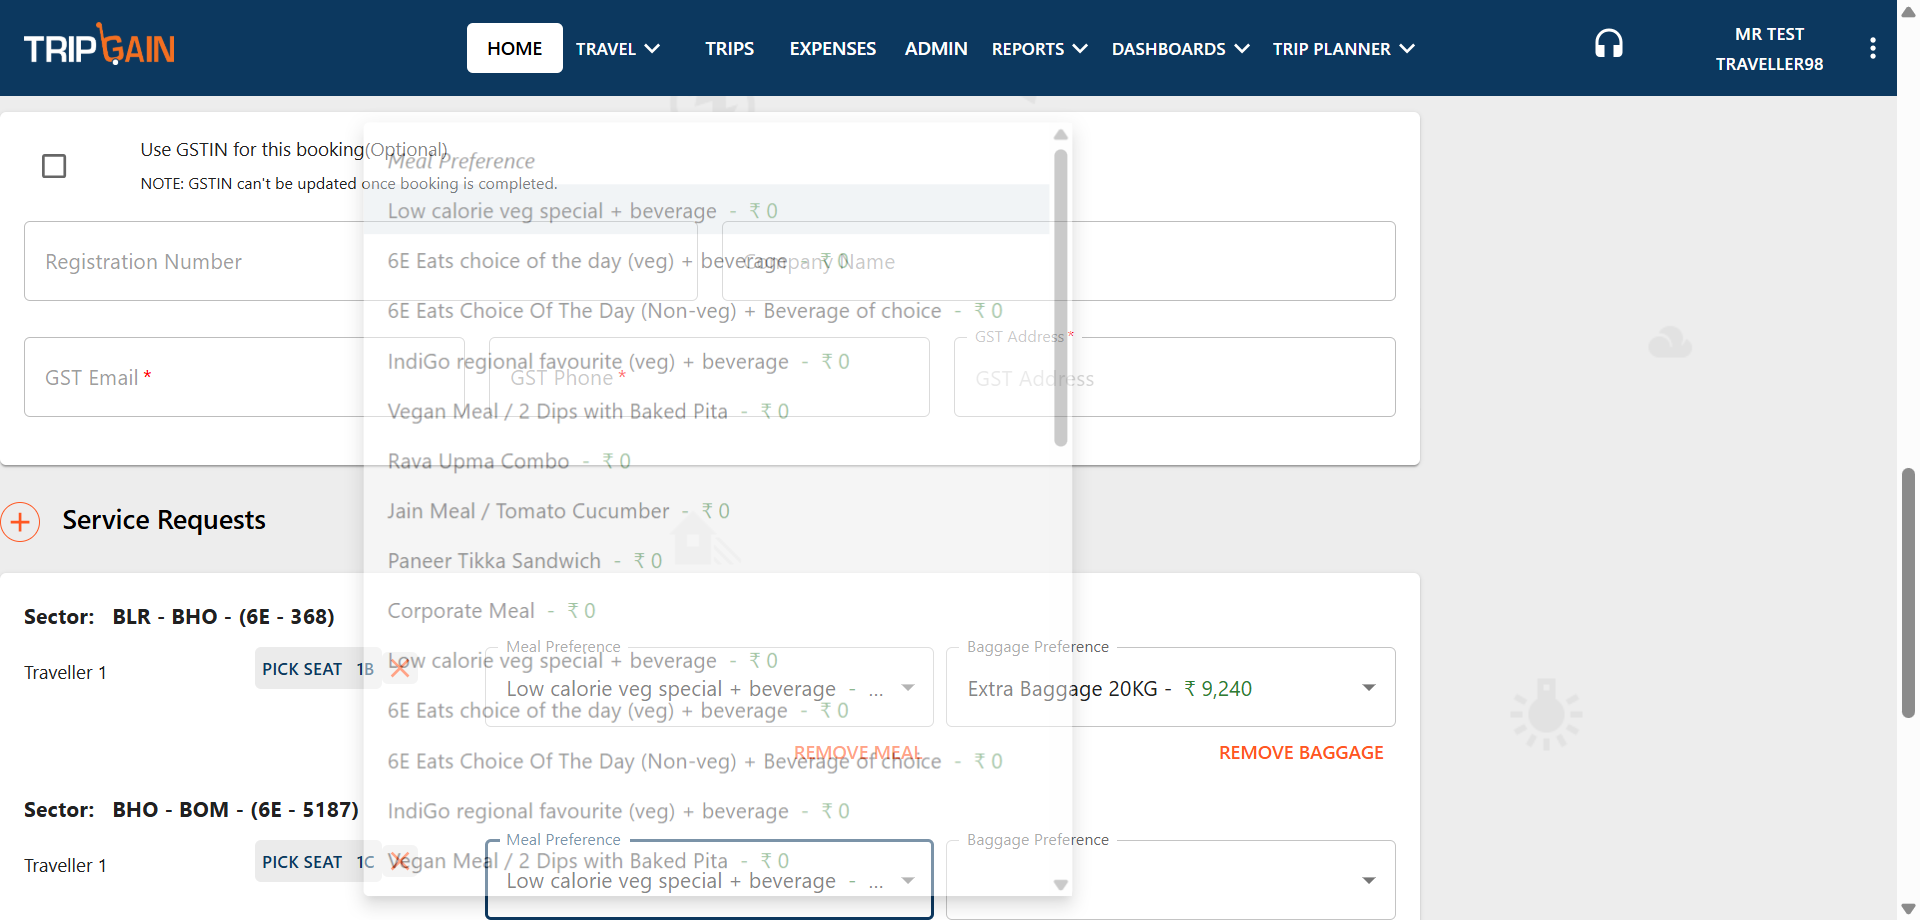 TRIPGAIN
HOME
TRAVEL
TRIPS
EXPENSES
ADMIN
REPORTS
DASHBOARDS
TRIP PLANNER
MR TEST
TRAVELLER98
Use GSTIN for this booking(Optional)
NOTE: GSTIN can't be updated once booking is completed.
Registration Number
Company Name
GST Email *
GST Phone *
GST Address *
GST Address
Meal Preference
Low calorie veg special + beverage - ₹ 0
6E Eats choice of the day (veg) + beverage - ₹ 0
6E Eats Choice Of The Day (Non-veg) + Beverage of choice - ₹ 0
IndiGo regional favourite (veg) + beverage - ₹ 0
Vegan Meal / 2 Dips with Baked Pita - ₹ 0
Rava Upma Combo - ₹ 0
Jain Meal / Tomato Cucumber - ₹ 0
Paneer Tikka Sandwich - ₹ 0
Corporate Meal - ₹ 0
Low calorie veg special + beverage - ₹ 0
6E Eats choice of the day (veg) + beverage - ₹ 0
6E Eats Choice Of The Day (Non-veg) + Beverage of choice - ₹ 0
IndiGo regional favourite (veg) + beverage - ₹ 0
Vegan Meal / 2 Dips with Baked Pita - ₹ 0
Service Requests
Sector: BLR - BHO - (6E - 368)
Traveller 1
PICK SEAT 1B
Meal Preference
Low calorie veg special + beverage - ...
REMOVE MEAL
Baggage Preference
Extra Baggage 20KG - ₹ 9,240
REMOVE BAGGAGE
Sector: BHO - BOM - (6E - 5187)
Traveller 1
PICK SEAT 1C
Meal Preference
Low calorie veg special + beverage - ...
Baggage Preference